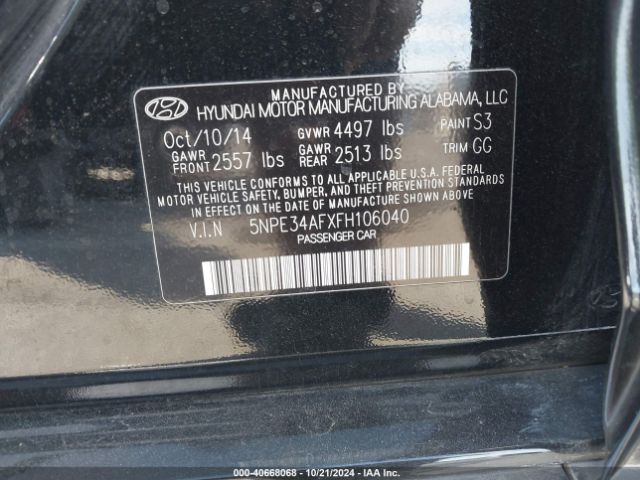 MANUFACTURED BY
HYUNDAI MOTOR MANUFACTURING ALABAMA, LLC
Oct/10/14 GVWR 4497 lbs PAINT S3
GAWR FRONT 2557 lbs GAWR REAR 2513 lbs TRIM GG
THIS VEHICLE CONFORMS TO ALL APPLICABLE U.S.A. FEDERAL
MOTOR VEHICLE SAFETY, BUMPER, AND THEFT PREVENTION
STANDARDS IN EFFECT ON THE DATE OF MANUFACTURE SHOWN ABOVE.
V.I.N 5NPE34AFXFH106040
PASSENGER CAR
000-40668068 • 10/21/2024 • IAA Inc.